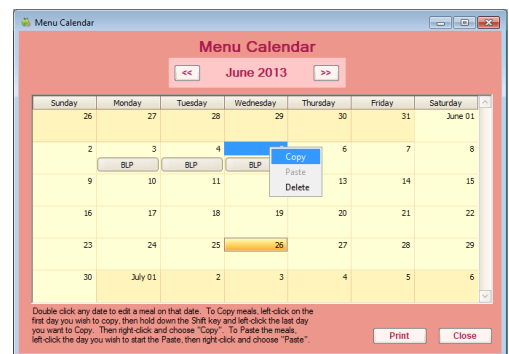 Menu Calendar
Menu Calendar
<< June 2013 >>
Sunday Monday Tuesday Wednesday Thursday Friday Saturday
26 27 28 29 30 31 June 01
2 3 4 6 7 8
BLP BLP BLP
Copy
Paste
Delete
9 10 11 13 14 15
16 17 18 19 20 21 22
23 24 25 26 27 28 29
30 July 01 2 3 4 5 6
Double click any date to edit a meal on that date. To Copy meals, left-click on the
first day you wish to copy, then hold down the Shift key and left-click the last day
you want to Copy. Then right-click and choose "Copy". To Paste the meals,
left-click the day you wish to start the Paste, then right-click and choose "Paste".
Print Close